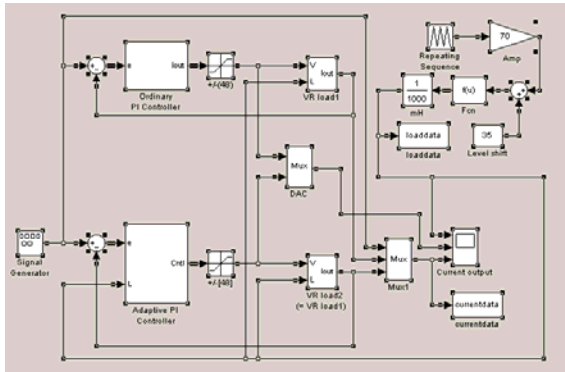 e
Iout
Ordinary
PI Controller
+/-(48)
V
L
Iout
VR load1
Repeating
Sequence
70
Amp
1
1000
mH
f(u)
Fcn
loaddata
loaddata
35
Level shift
Mux
DAC
Signal
Generator
e
L
Cntl
Adaptive PI
Controller
+/-(48)
V
L
Iout
VR load2
(= VR load1)
Mux
Mux1
Current output
currentdata
currentdata